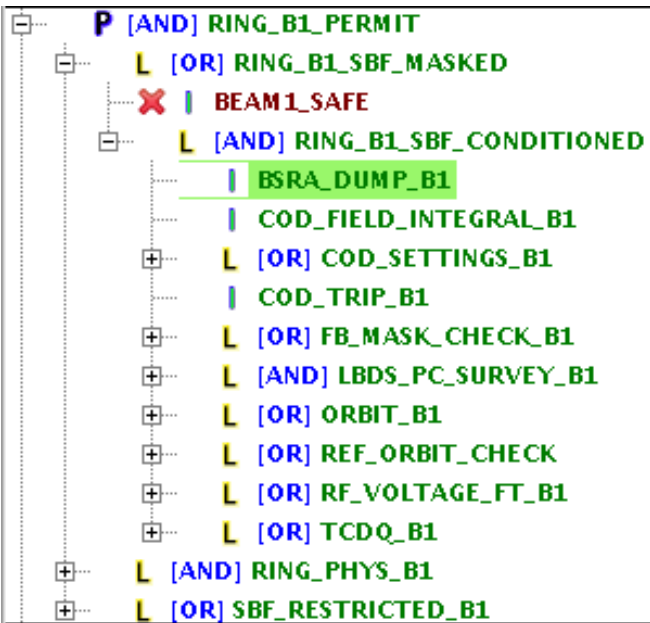 P [AND] RING_B1_PERMIT
L [OR] RING_B1_SBF_MASKED
BEAM1_SAFE
L [AND] RING_B1_SBF_CONDITIONED
BSRA_DUMP_B1
COD_FIELD_INTEGRAL_B1
L [OR] COD_SETTINGS_B1
COD_TRIP_B1
L [OR] FB_MASK_CHECK_B1
L [AND] LBDS_PC_SURVEY_B1
L [OR] ORBIT_B1
L [OR] REF_ORBIT_CHECK
L [OR] RF_VOLTAGE_FT_B1
L [OR] TCDQ_B1
L [AND] RING_PHYS_B1
L [OR] SBF_RESTRICTED_B1